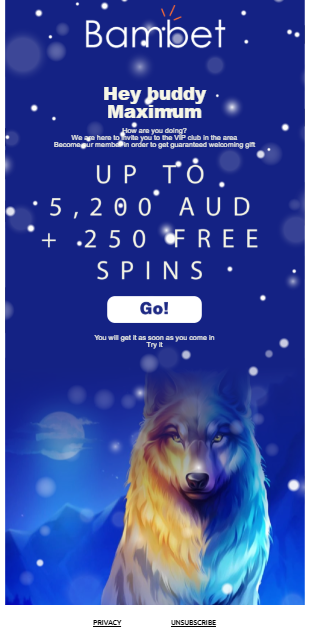 Bambet
Hey buddy
Maximum
How are you doing?
We are here to invite you to the VIP club in the area
Become our member in order to get guaranteed welcoming gift
UP TO
5,200 AUD
+ 250 FREE
SPINS
Go!
You will get it as soon as you come in
Try it
PRIVACY
UNSUBSCRIBE